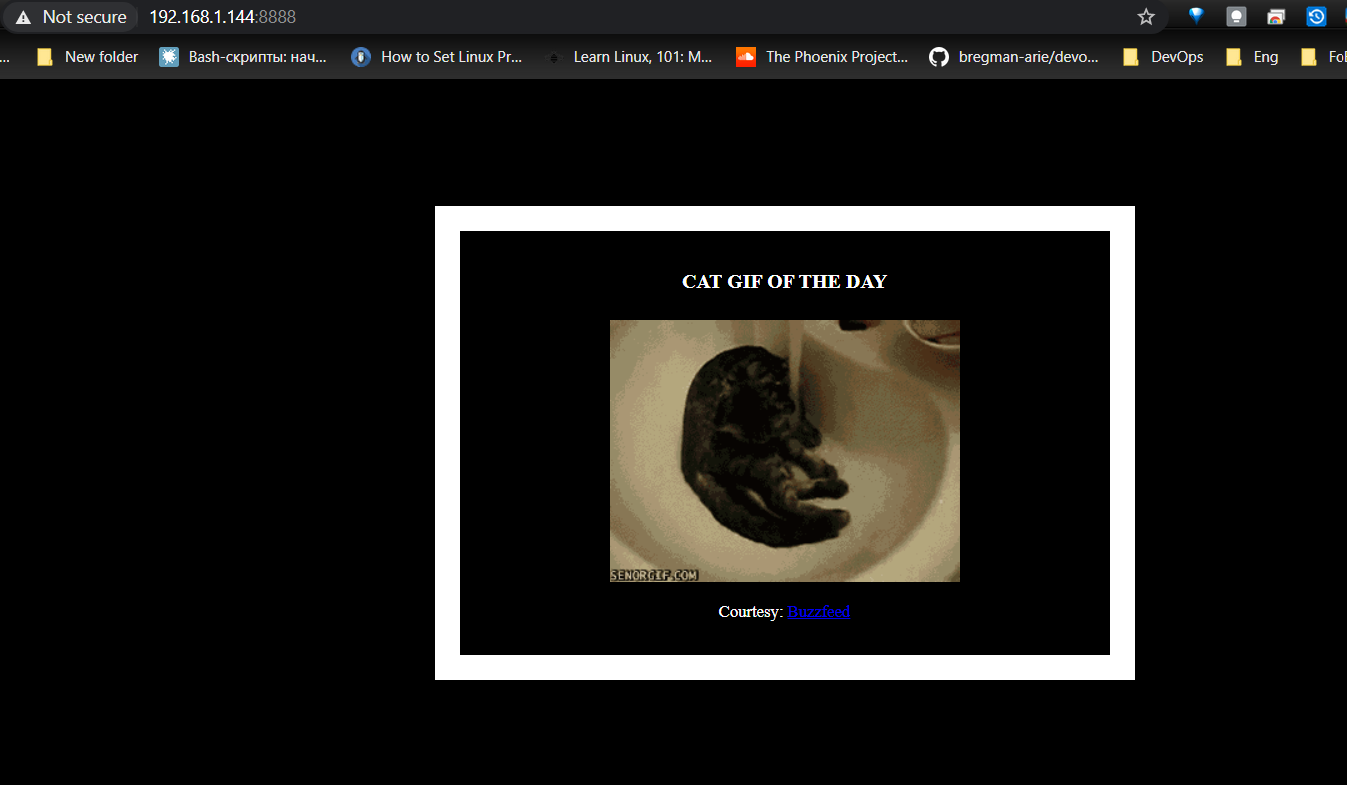 Not secure 192.168.1.144:8888
... New folder Bash-скрипты: нач... How to Set Linux Pr... Learn Linux, 101: M... The Phoenix Project... bregman-arie/devo... DevOps Eng
CAT GIF OF THE DAY
SENORGIF.COM
Courtesy: Buzzfeed